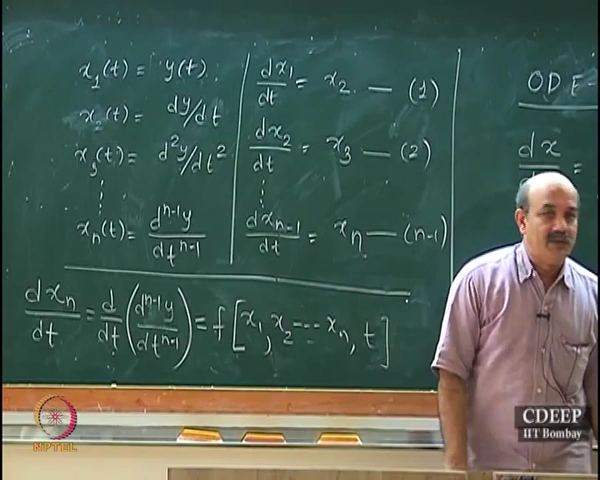 x₁(t) = y(t)
x₂(t) = dy/dt
x₃(t) = d²y/dt²
xₙ(t) = dⁿ⁻¹y/dtⁿ⁻¹
dx₁/dt = x₂ — (1)
dx₂/dt = x₃ — (2)
dxₙ₋₁/dt = xₙ — (n-1)
ODE-
dx/dt =
dxₙ/dt = d/dt (dⁿ⁻¹y/dtⁿ⁻¹) = f[x₁, x₂ --- xₙ, t]
NPTEL
CDEEP
IIT Bombay